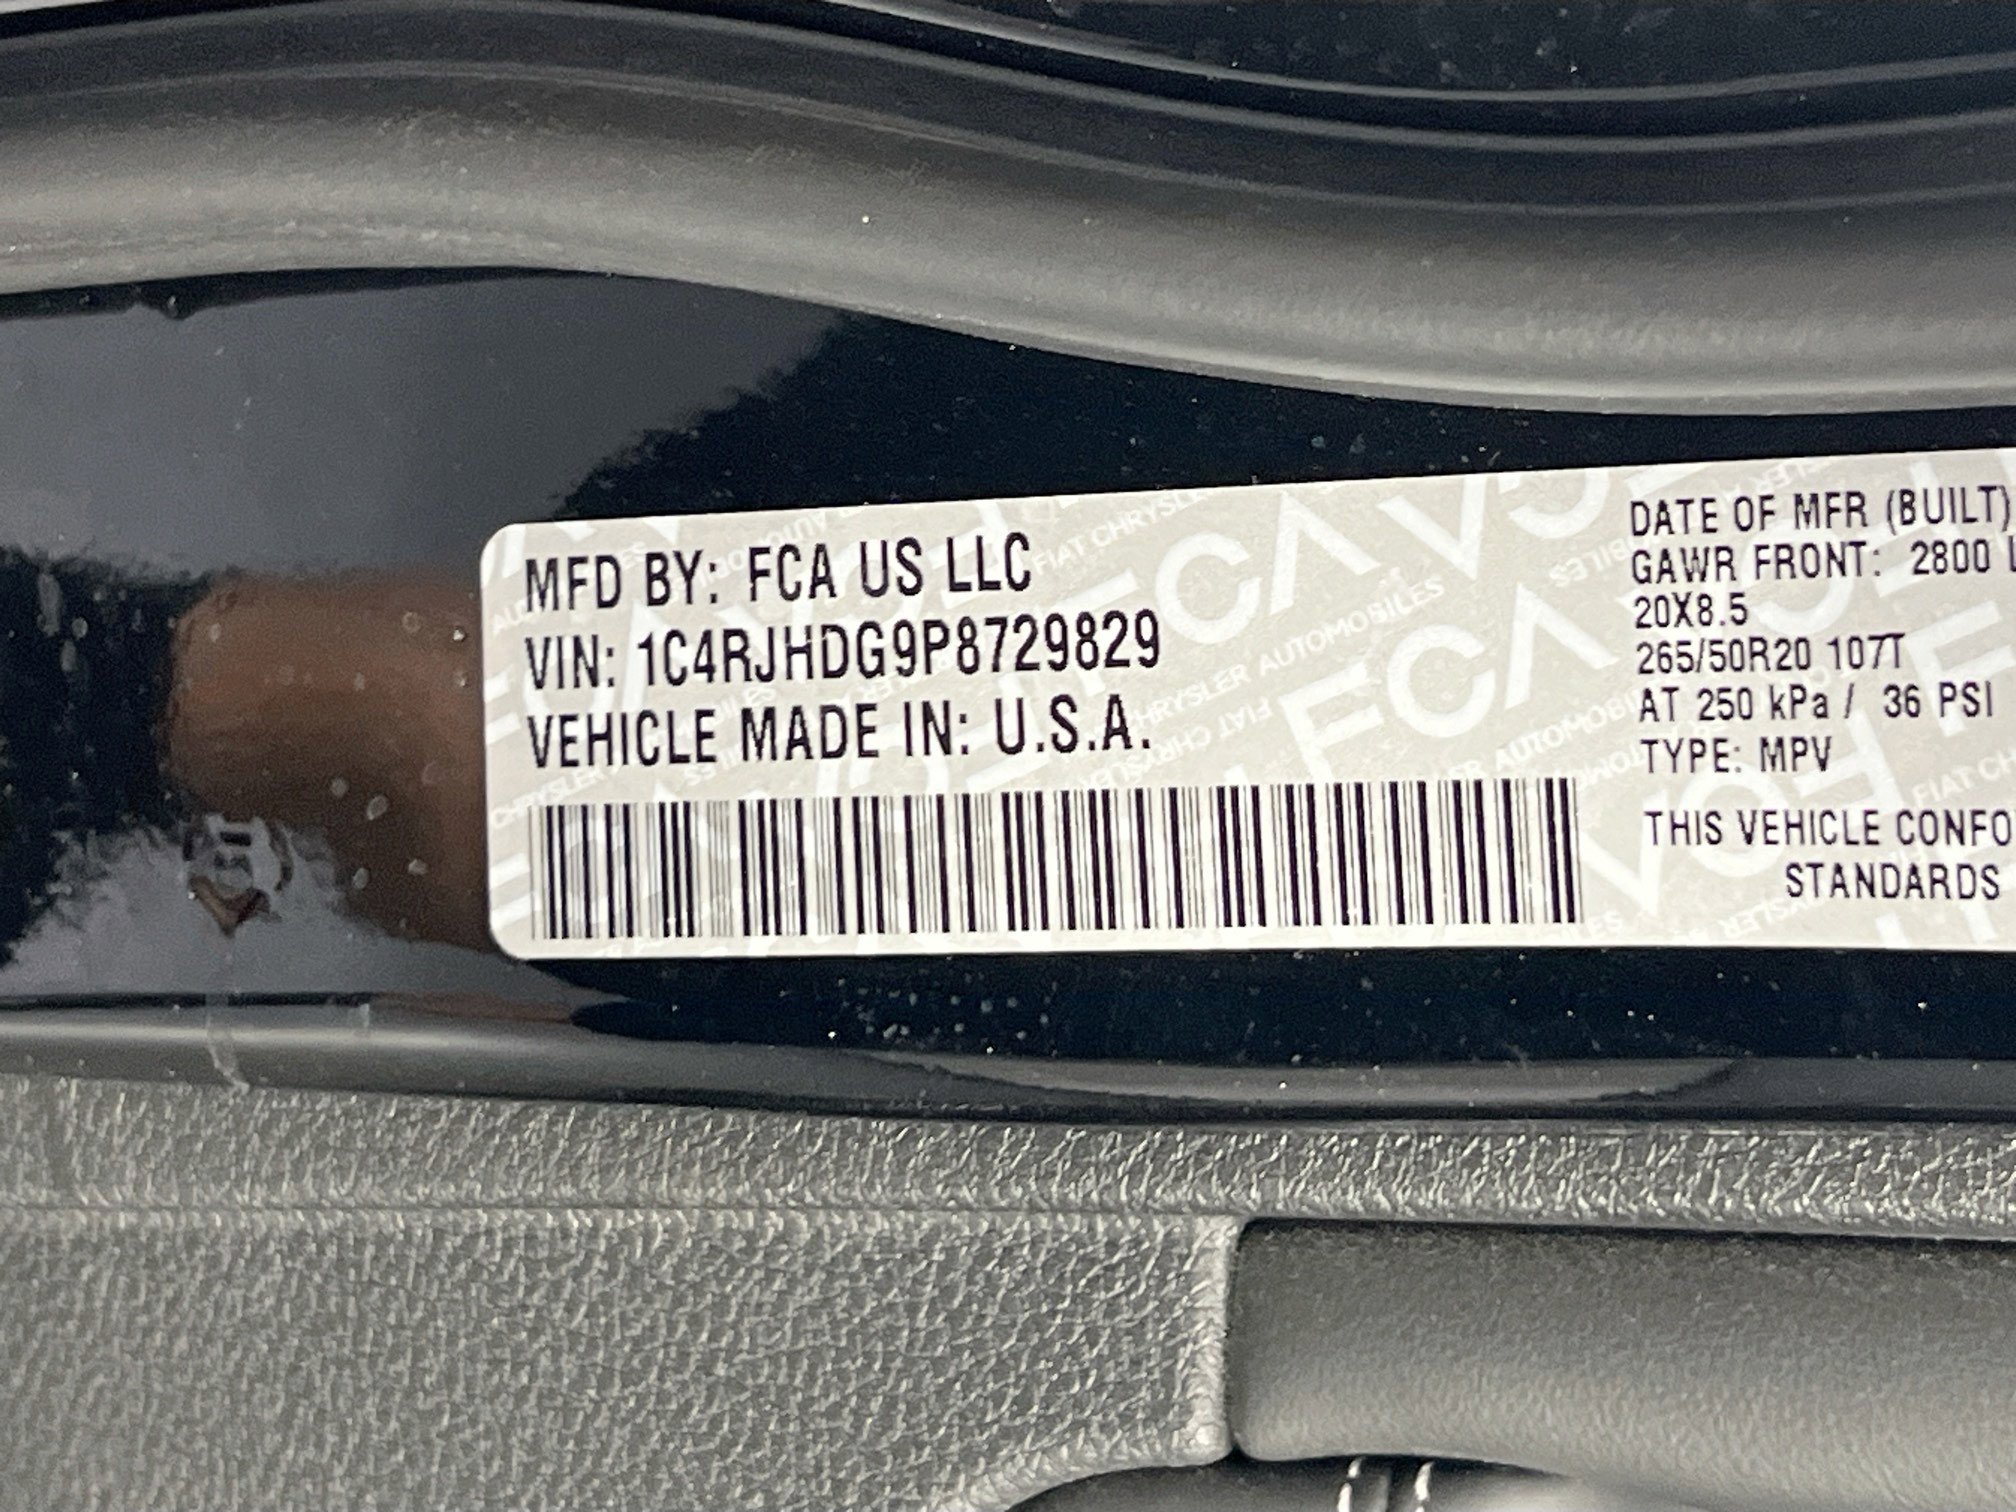 MFD BY: FCA US LLC
VIN: 1C4RJHDG9P8729829
VEHICLE MADE IN: U.S.A.
DATE OF MFR (BUILT)
GAWR FRONT: 2800
20X8.5
265/50R20 107T
AT 250 kPa / 36 PSI
TYPE: MPV
THIS VEHICLE
STANDARDS